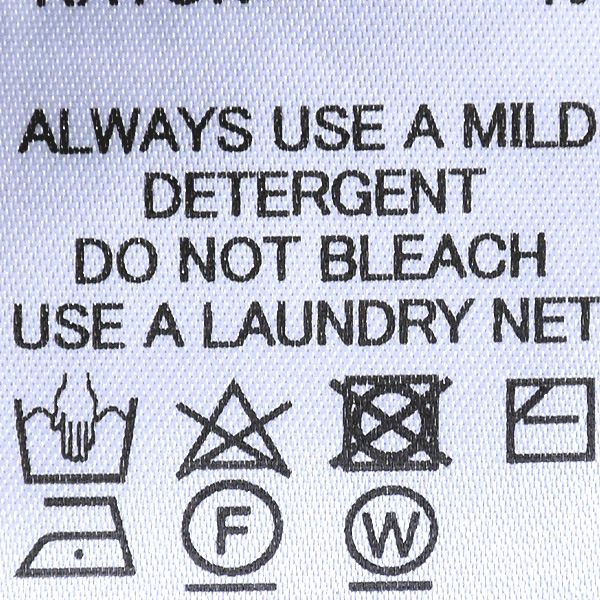 ALWAYS USE A MILD
DETERGENT
DO NOT BLEACH
USE A LAUNDRY NET
F W